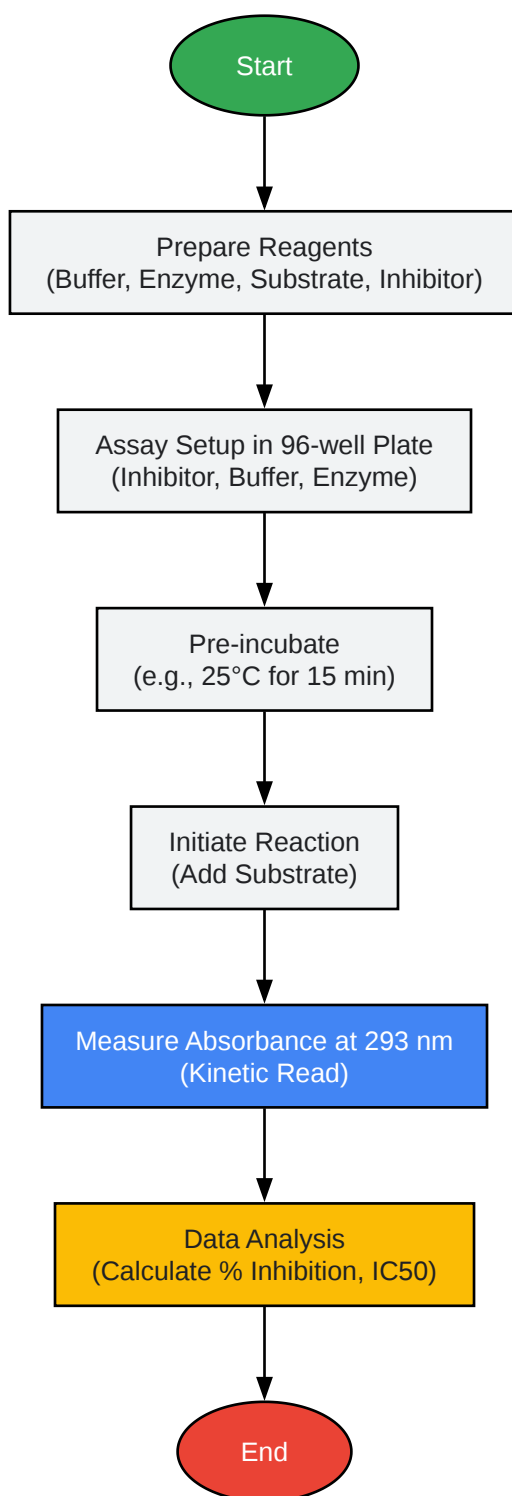 Start
Prepare Reagents
(Buffer, Enzyme, Substrate, Inhibitor)
Assay Setup in 96-well Plate
(Inhibitor, Buffer, Enzyme)
Pre-incubate
(e.g., 25°C for 15 min)
Initiate Reaction
(Add Substrate)
Measure Absorbance at 293 nm
(Kinetic Read)
Data Analysis
(Calculate % Inhibition, IC50)
End